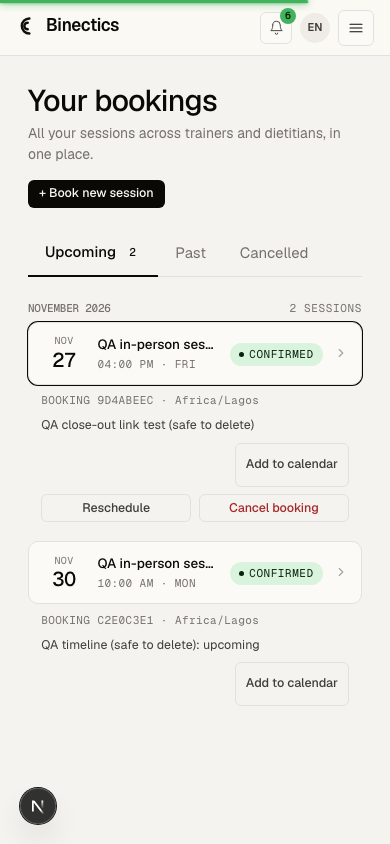 Binectics
6
EN
Your bookings
All your sessions across trainers and dietitians, in
one place.
+ Book new session
Upcoming 2 Past Cancelled
NOVEMBER 2026 2 SESSIONS
NOV
27
QA in-person ses…
04:00 PM · FRI
CONFIRMED
BOOKING 9D4ABEEC · Africa/Lagos
QA close-out link test (safe to delete)
Add to calendar
Reschedule Cancel booking
NOV
30
QA in-person ses…
10:00 AM · MON
CONFIRMED
BOOKING C2E0C3E1 · Africa/Lagos
QA timeline (safe to delete): upcoming
Add to calendar
N